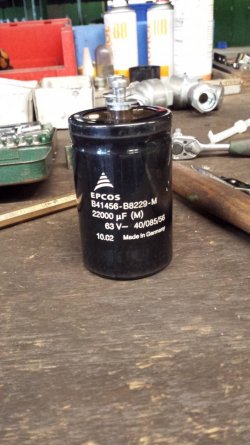 EPCOS
B41456-B8229-M
22000 µF (M)
63 V– 40/085/56
10.02 Made in Germany